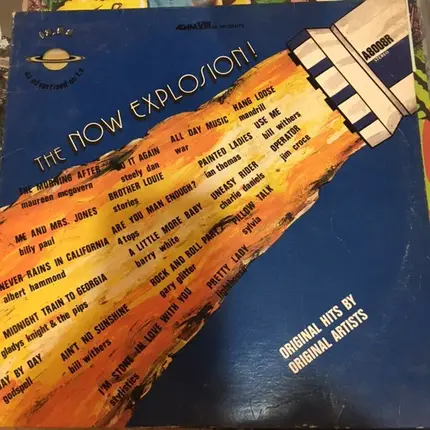 as advertised on t.v.
A8008R
STEREO
THE NOW EXPLOSION!
THE MORNING AFTER
maureen mcgovern
IT AGAIN
steely dan
ALL DAY MUSIC
war
HANG LOOSE
mandrill
ME AND MRS. JONES
billy paul
BROTHER LOUIE
stories
PAINTED LADIES
ian thomas
USE ME
bill withers
NEVER RAINS IN CALIFORNIA
albert hammond
ARE YOU MAN ENOUGH?
4 tops
UNEASY RIDER
charlie daniels
OPERATOR
jim croce
MIDNIGHT TRAIN TO GEORGIA
gladys knight & the pips
A LITTLE MORE BABY
barry white
PILLOW TALK
sylvia
DAY BY DAY
godspell
AIN'T NO SUNSHINE
bill withers
ROCK AND ROLL PART
gary glitter
PRETTY LADY
I'M STONE IN LOVE WITH YOU
stylistics
ORIGINAL HITS BY
ORIGINAL ARTISTS